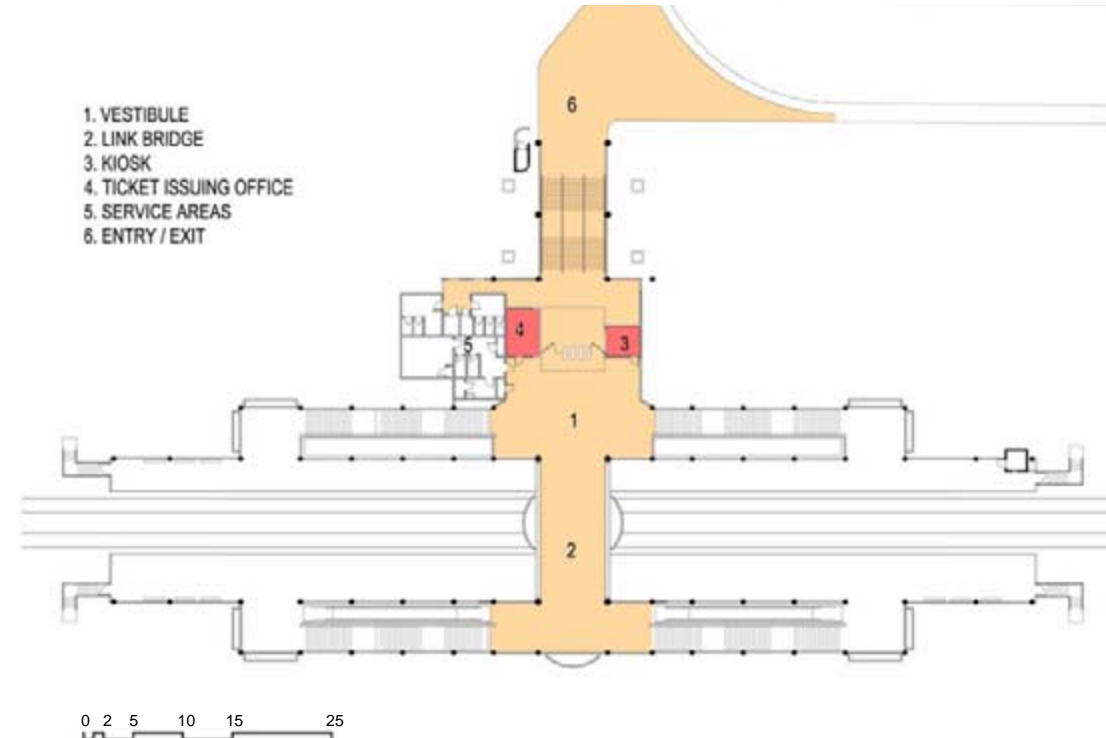 1. VESTIBULE
2. LINK BRIDGE
3. KIOSK
4. TICKET ISSUING OFFICE
5. SERVICE AREAS
6. ENTRY / EXIT
6
4
3
5
1
2
0 2 5 10 15 25